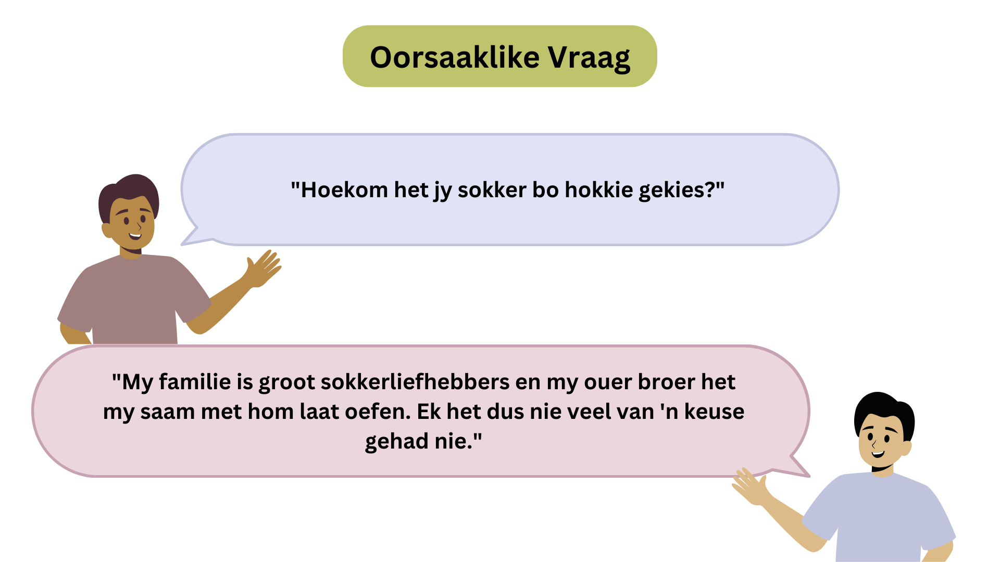 Oorsaaklike Vraag
"Hoekom het jy sokker bo hokkie gekies?"
"My familie is groot sokkerliefhebbers en my ouer broer het
my saam met hom laat oefen. Ek het dus nie veel van 'n keuse
gehad nie."